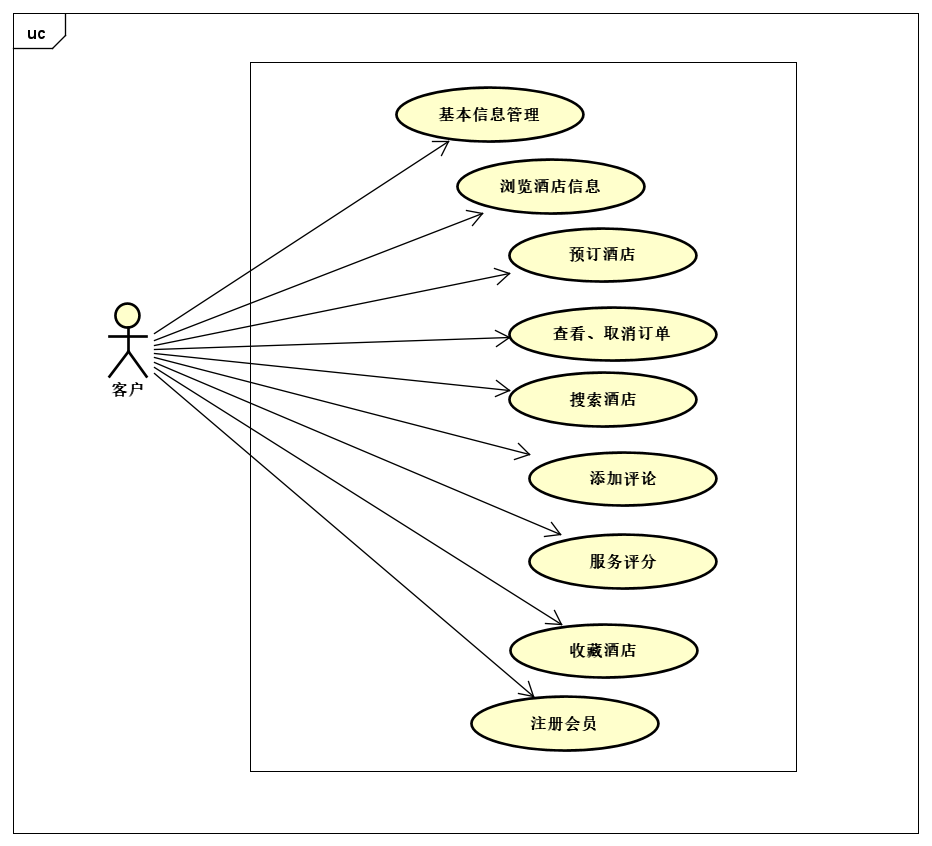 uc
基本信息管理
浏览酒店信息
预订酒店
查看、取消订单
客户
搜索酒店
添加评论
服务评分
收藏酒店
注册会员